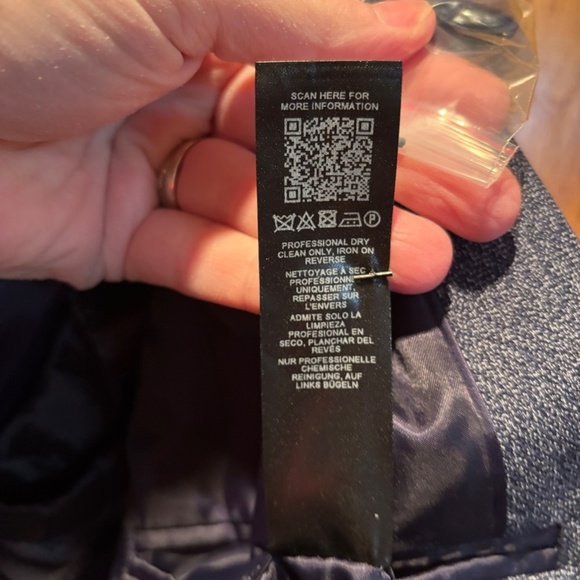 SCAN HERE FOR
MORE INFORMATION
P
PROFESSIONAL DRY
CLEAN ONLY, IRON ON
REVERSE
NETTOYAGE À SEC
PROFESSIONNE
UNIQUEMENT,
REPASSER SUR
L'ENVERS
ADMITE SOLO LA
LIMPIEZA
PROFESIONAL EN
SECO, PLANCHAR DEL
REVÉS
NUR PROFESSIONELLE
CHEMISCHE
REINIGUNG, AUF
LINKS BÜGELN